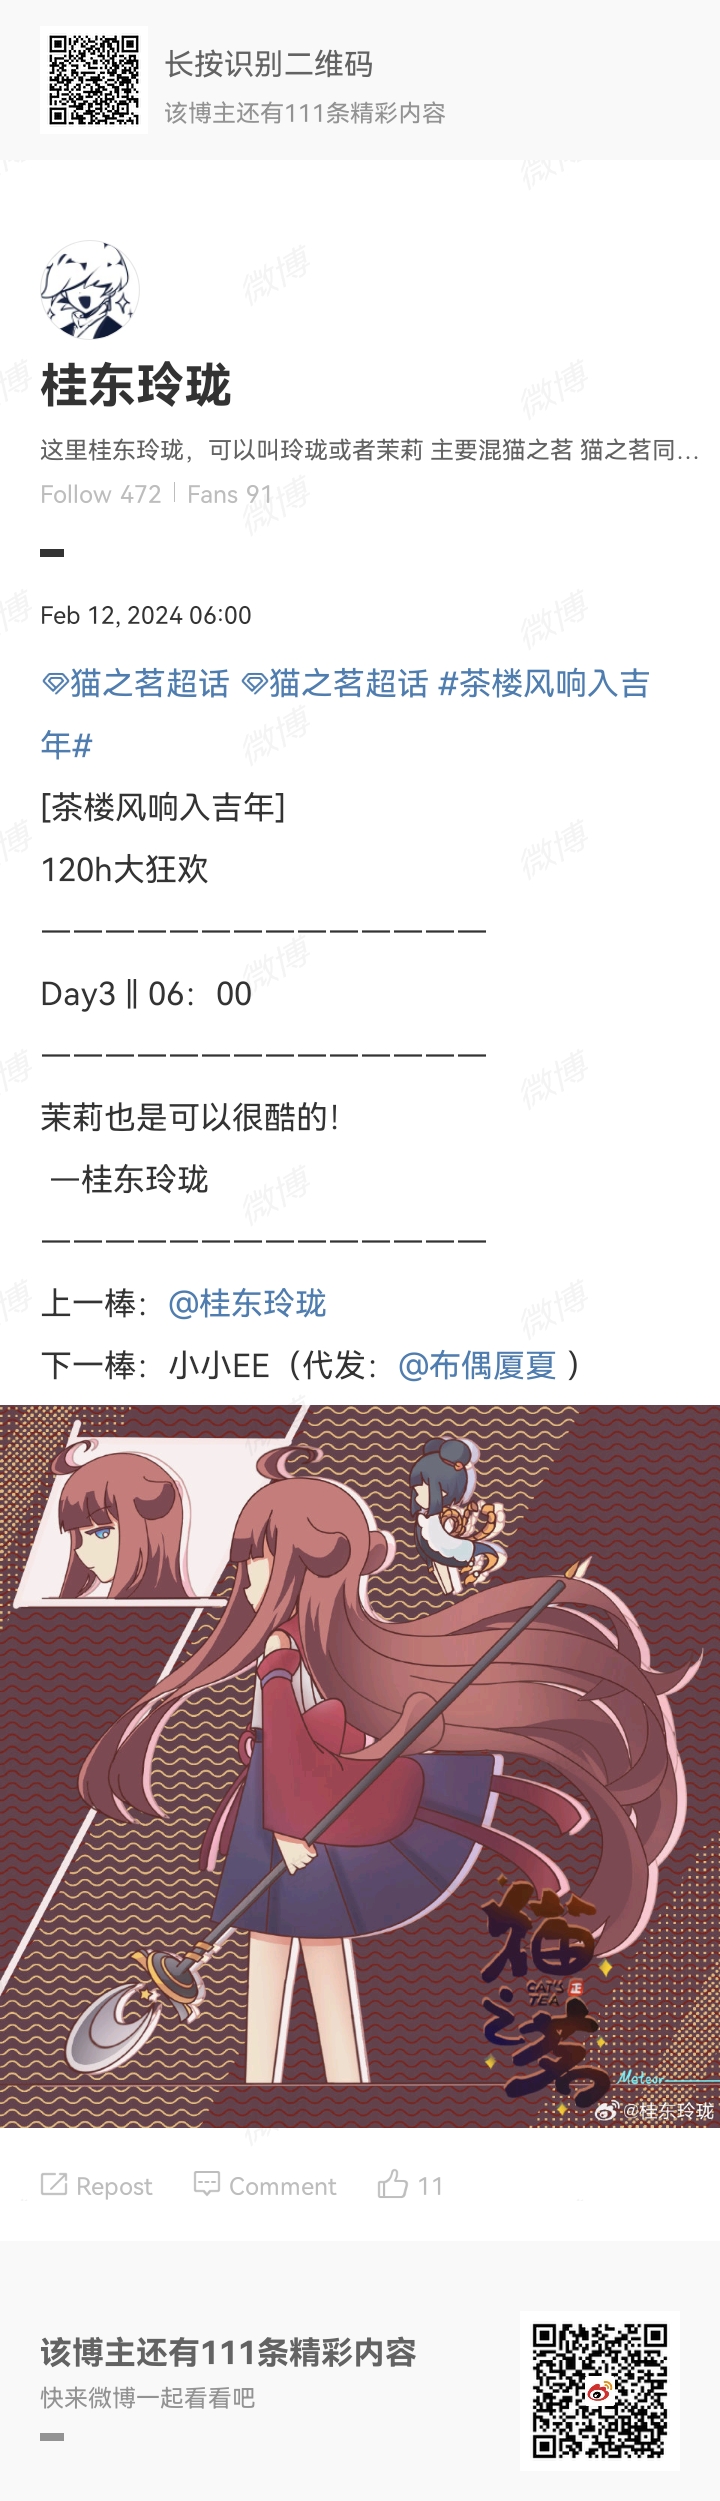 长按识别二维码
该博主还有111条精彩内容
桂东玲珑
这里桂东玲珑，可以叫玲珑或者茉莉 主要混猫之茗 猫之茗同...
Follow 472 | Fans 91
Feb 12, 2024 06:00
猫之茗超话 猫之茗超话 #茶楼风响入吉
年#
[茶楼风响入吉年]
120h大狂欢
——————————————
Day3 || 06：00
——————————————
茉莉也是可以很酷的!
—桂东玲珑
——————————————
上一棒：@桂东玲珑
下一棒：小小EE（代发：@布偶厦夏 ）
猫之茗
CAT'S
TEA
正
Meteor
@桂东玲珑
Repost Comment 11
该博主还有111条精彩内容
快来微博一起看看吧
微博